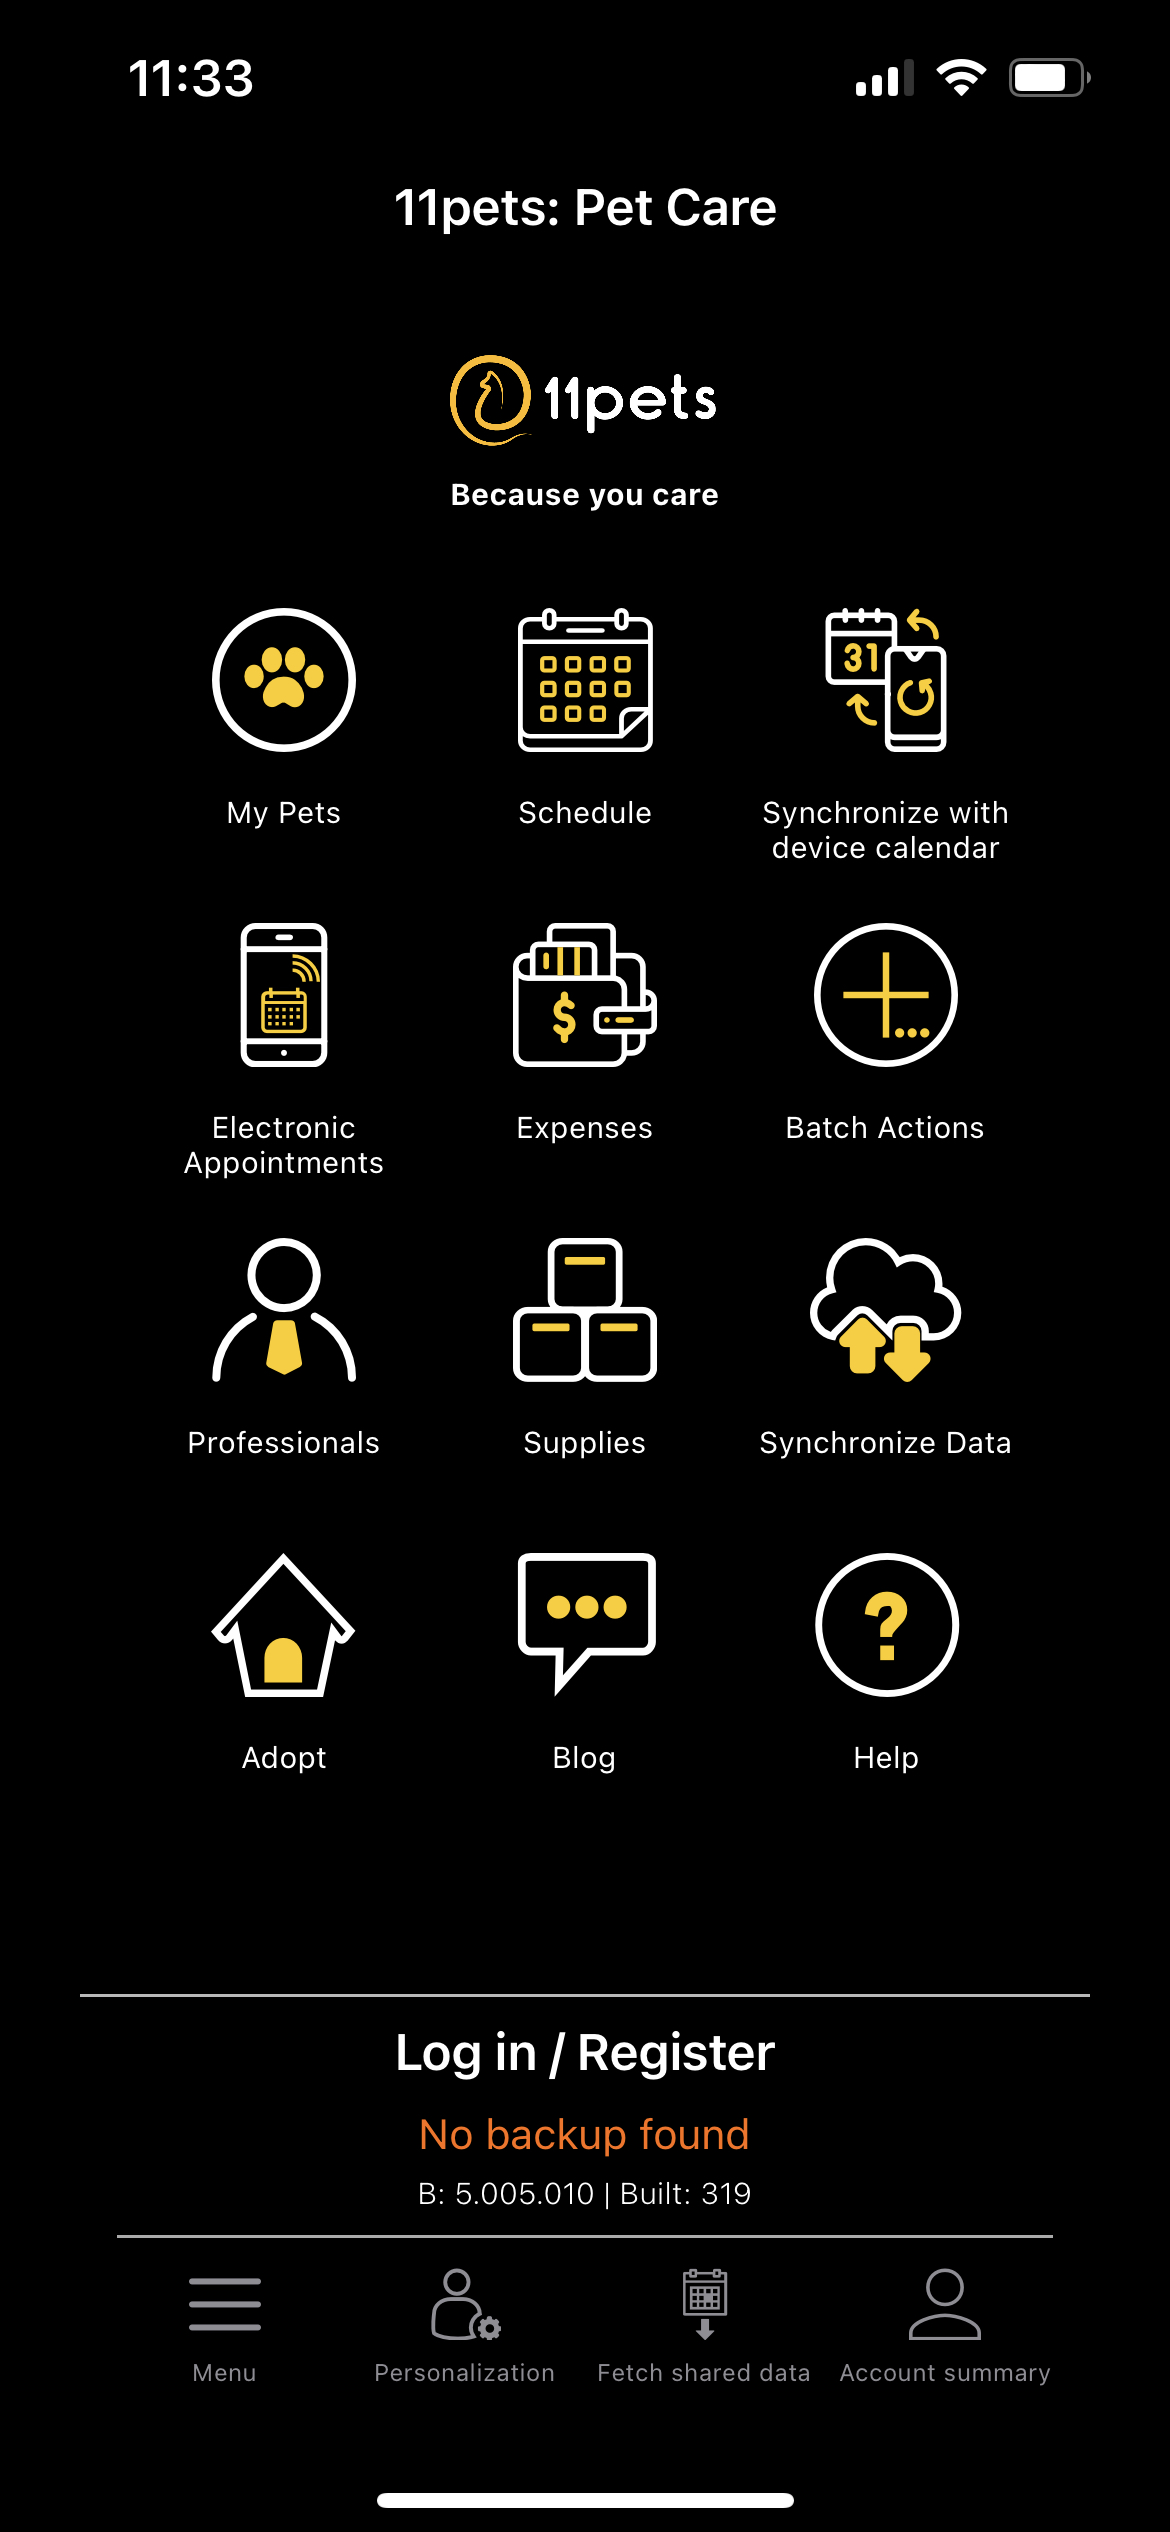 11:33
11pets: Pet Care
11pets
Because you care
My Pets
Schedule
31
Synchronize with
device calendar
Electronic
Appointments
$
Expenses
Batch Actions
Professionals
Supplies
Synchronize Data
Adopt
Blog
?
Help
Log in / Register
No backup found
B: 5.005.010 | Built: 319
Menu
Personalization
Fetch shared data
Account summary